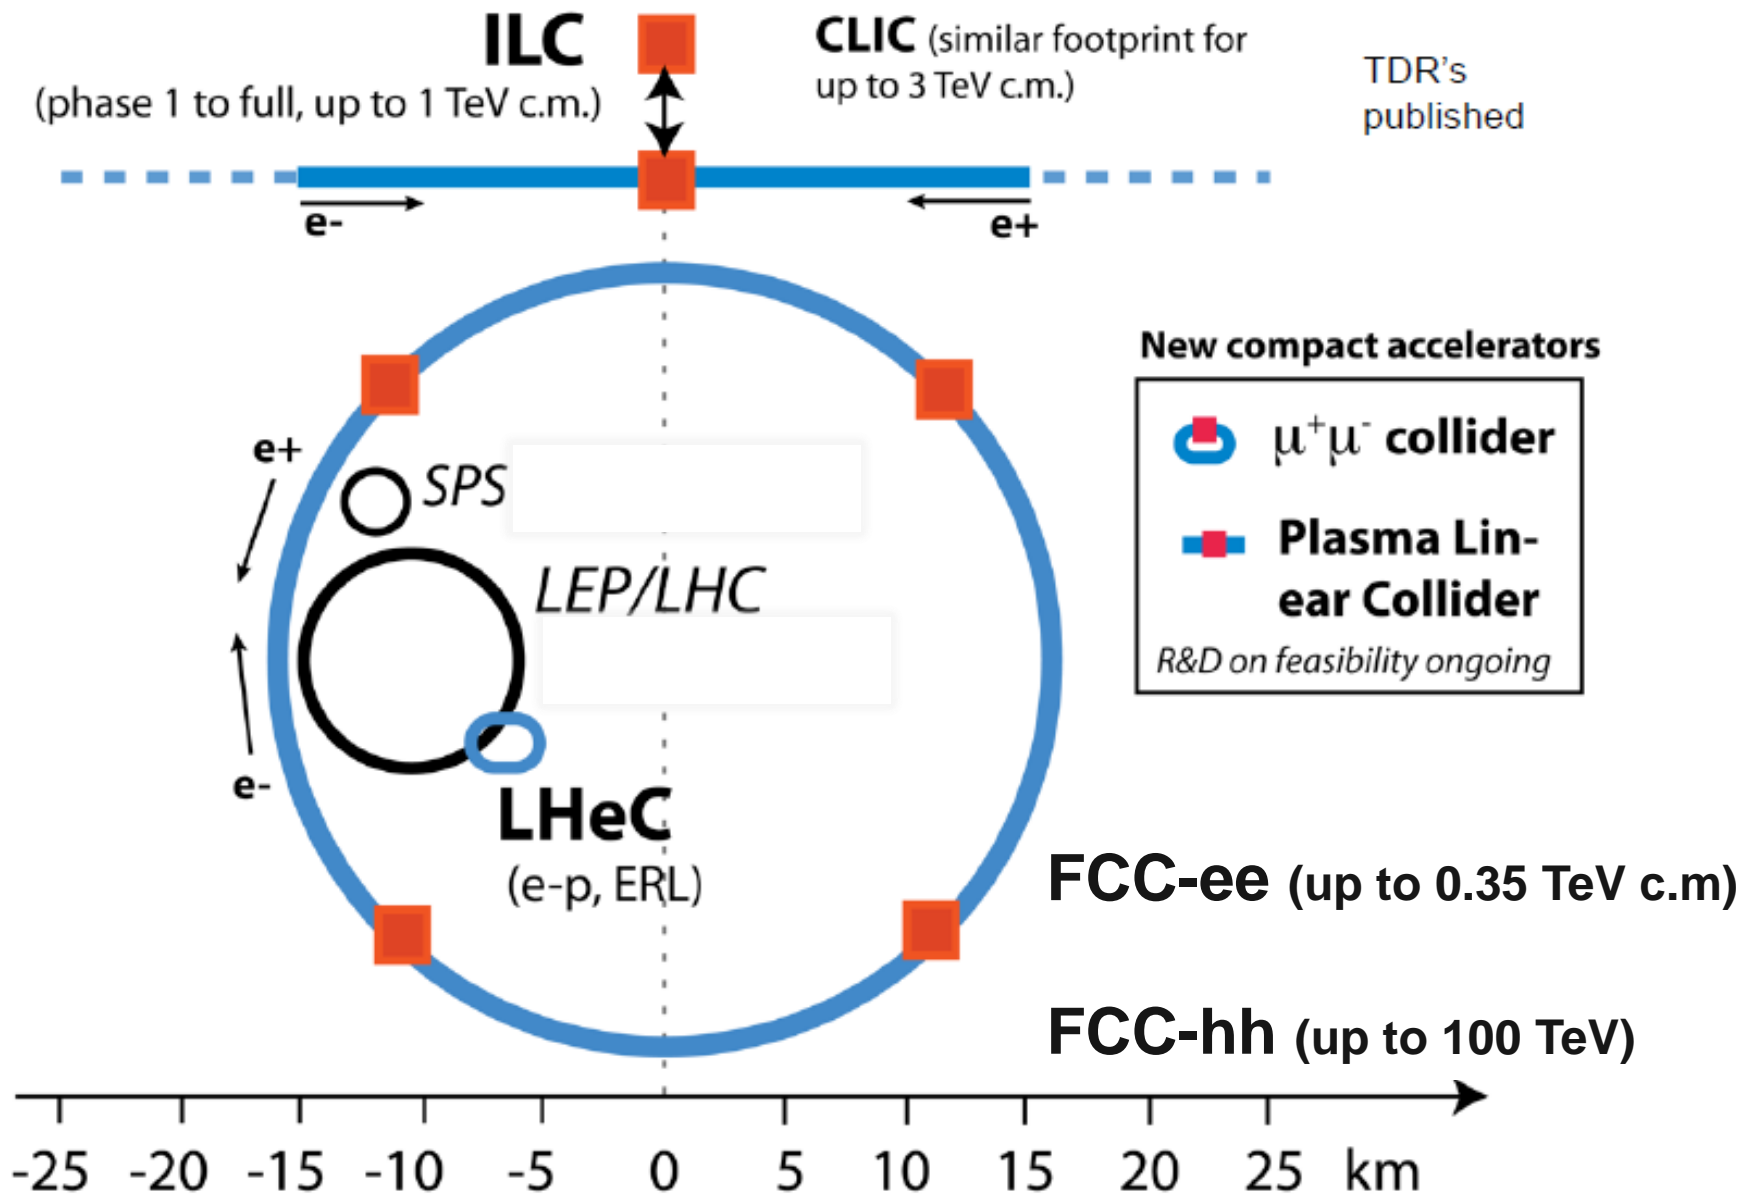 ILC
(phase 1 to full, up to 1 TeV c.m.)
CLIC (similar footprint for
up to 3 TeV c.m.)
TDR's
published
e-
e+
New compact accelerators
μ⁺μ⁻ collider
Plasma Lin-
ear Collider
R&D on feasibility ongoing
e+
SPS
LEP/LHC
e-
LHeC
(e-p, ERL)
FCC-ee (up to 0.35 TeV c.m)
FCC-hh (up to 100 TeV)
-25 -20 -15 -10 -5 0 5 10 15 20 25 km